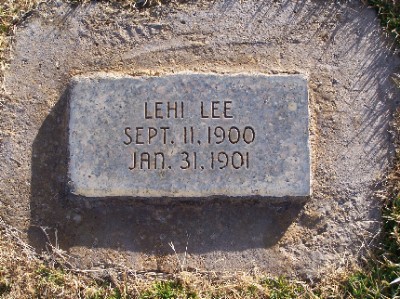 LEHI LEE
SEPT. 11, 1900
JAN. 31, 1901